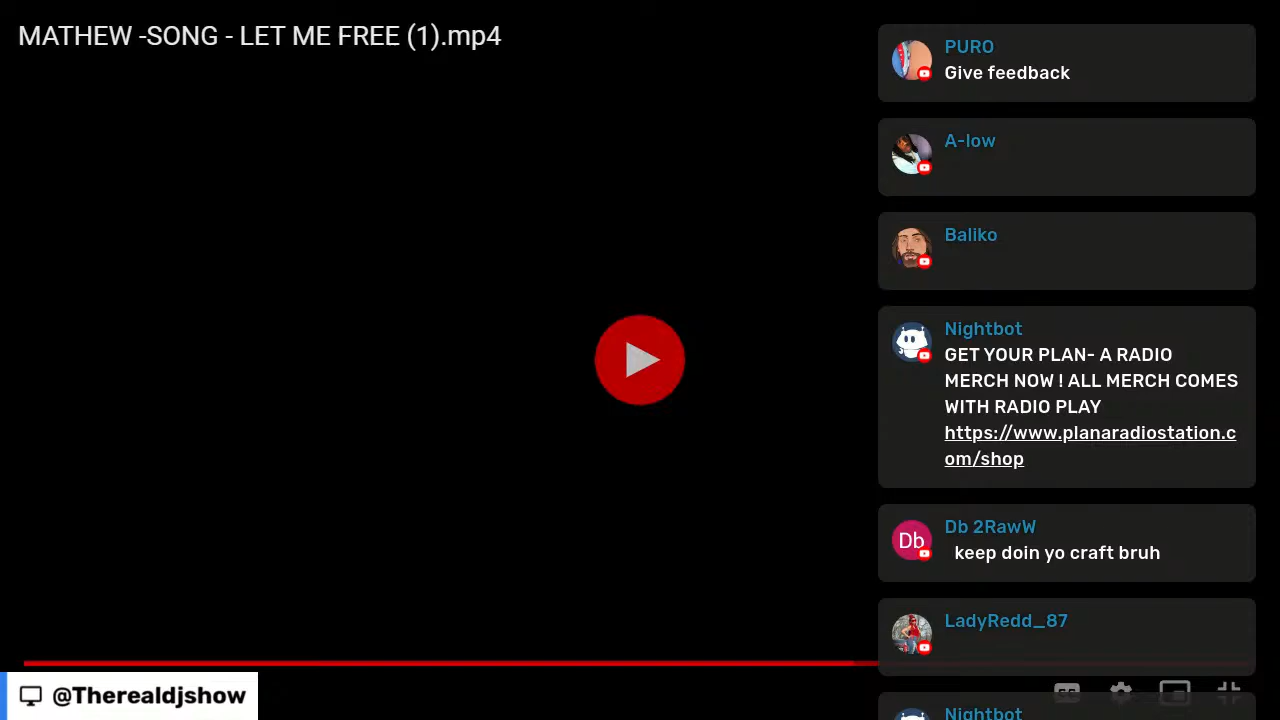 MATHEW -SONG - LET ME FREE (1).mp4
PURO
Give feedback
A-low
Baliko
Nightbot
GET YOUR PLAN- A RADIO
MERCH NOW ! ALL MERCH COMES
WITH RADIO PLAY
https://www.planaradiostation.c
om/shop
Db
Db 2RawW
keep doin yo craft bruh
LadyRedd_87
CC
Nightbot
@Therealdjshow